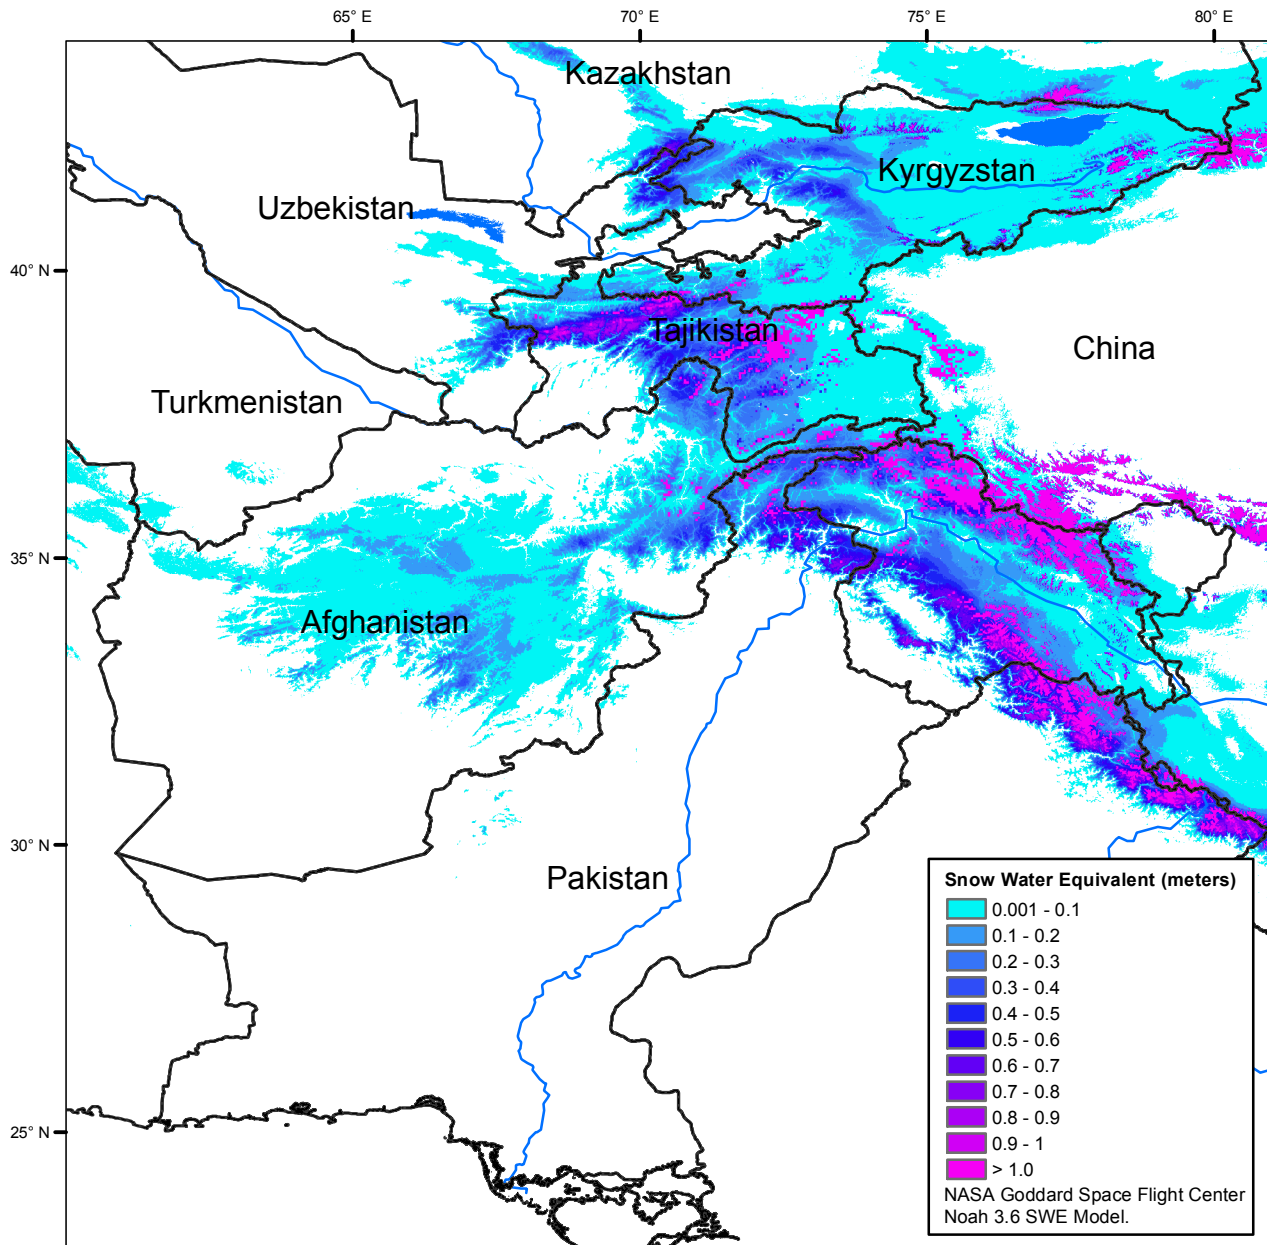 65° E
70° E
75° E
80° E
Kazakhstan
Kyrgyzstan
Uzbekistan
40° N
Tajikistan
China
Turkmenistan
35° N
Afghanistan
30° N
Pakistan
25° N
Snow Water Equivalent (meters)
0.001 - 0.1
0.1 - 0.2
0.2 - 0.3
0.3 - 0.4
0.4 - 0.5
0.5 - 0.6
0.6 - 0.7
0.7 - 0.8
0.8 - 0.9
0.9 - 1
> 1.0
NASA Goddard Space Flight Center
Noah 3.6 SWE Model.